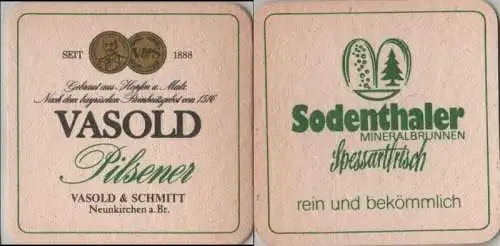 SEIT 1888
Gebraut aus Hopfen u. Malz
Nach dem bayrischen Reinheitsgebot von 1516
VASOLD
Pilsener
VASOLD & SCHMITT
Neunkirchen a.Br.
Sodenthaler
MINERALBRUNNEN
Spessartfrisch
rein und bekömmlich